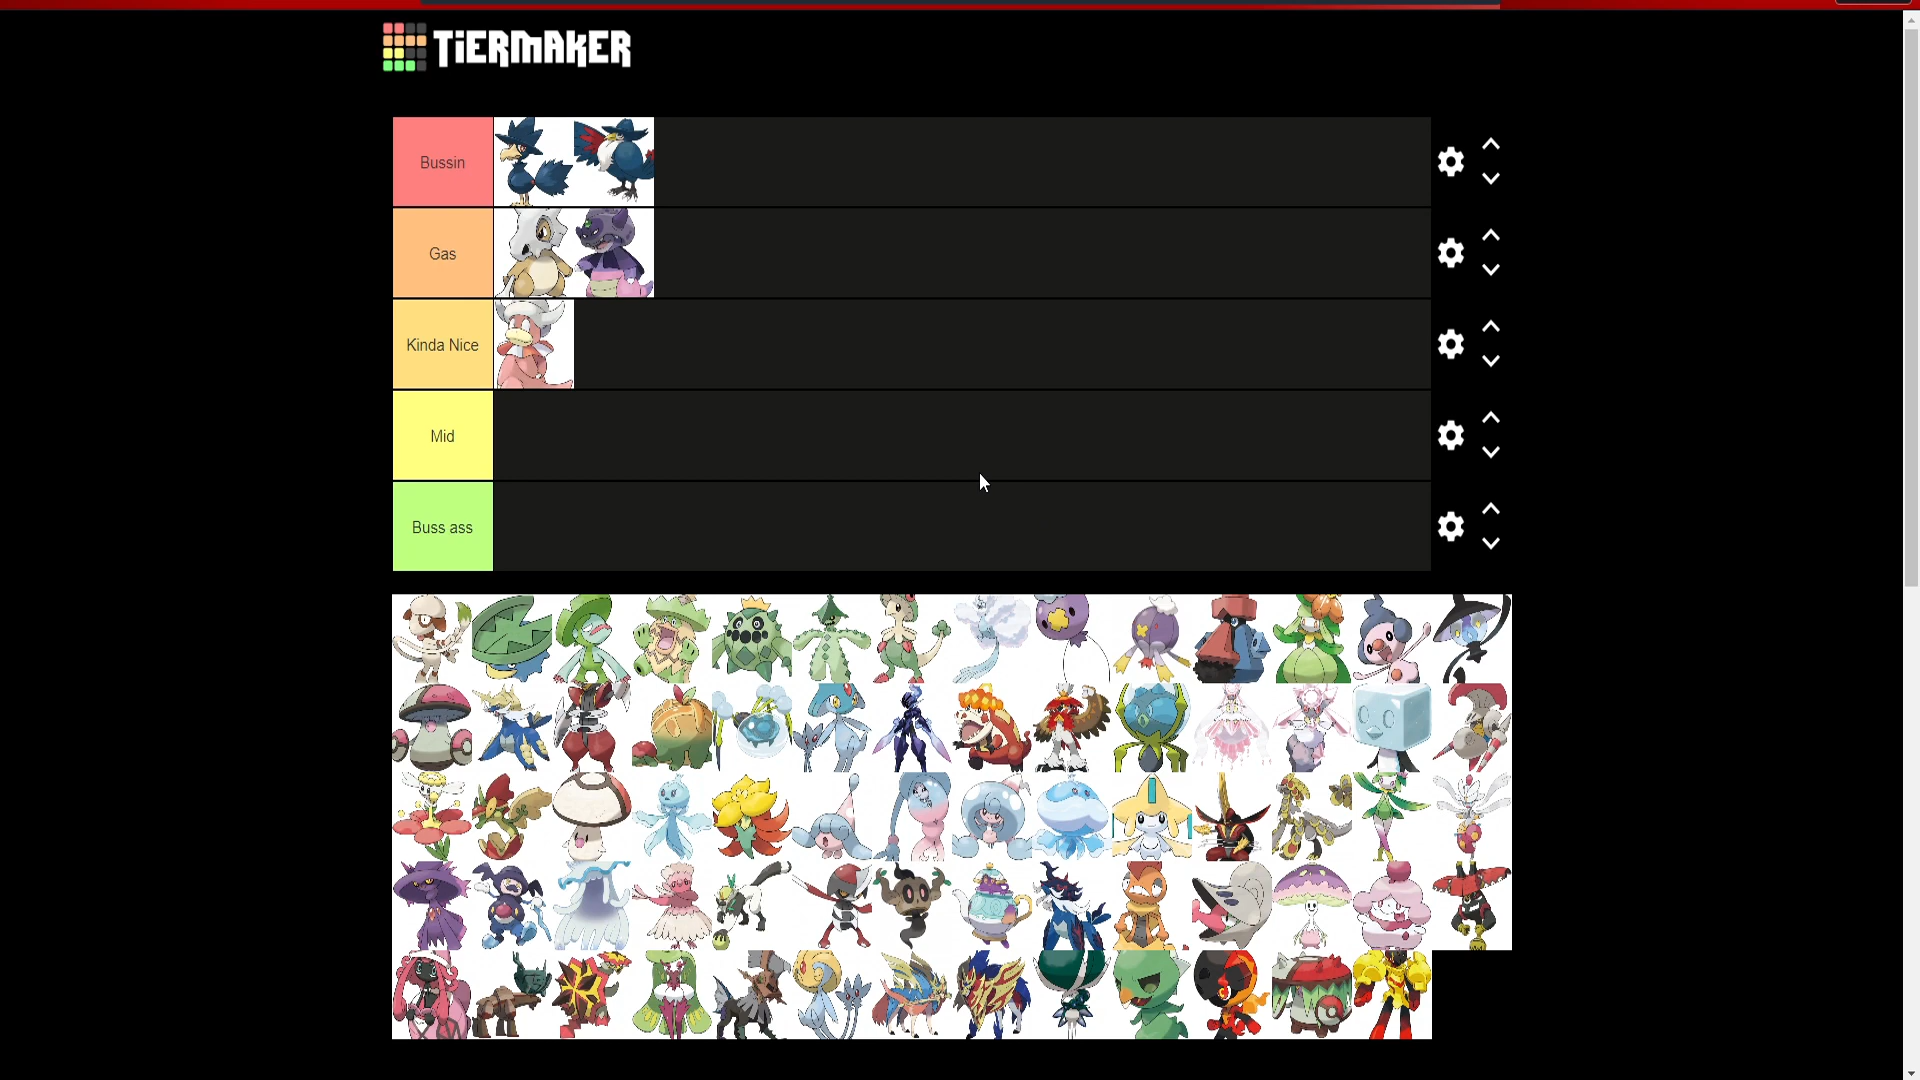 TiERMAKER
Bussin
Gas
Kinda Nice
Mid
Buss ass